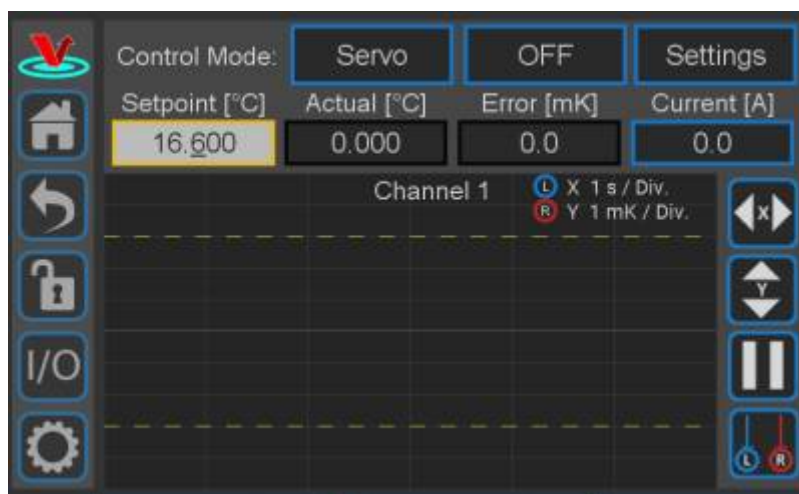 Control Mode: Servo OFF Settings
Setpoint [°C] Actual [°C] Error [mK] Current [A]
16.600 0.000 0.0 0.0
Channel 1
L X 1 s / Div.
R Y 1 mK / Div.
X
Y
I/O
L R